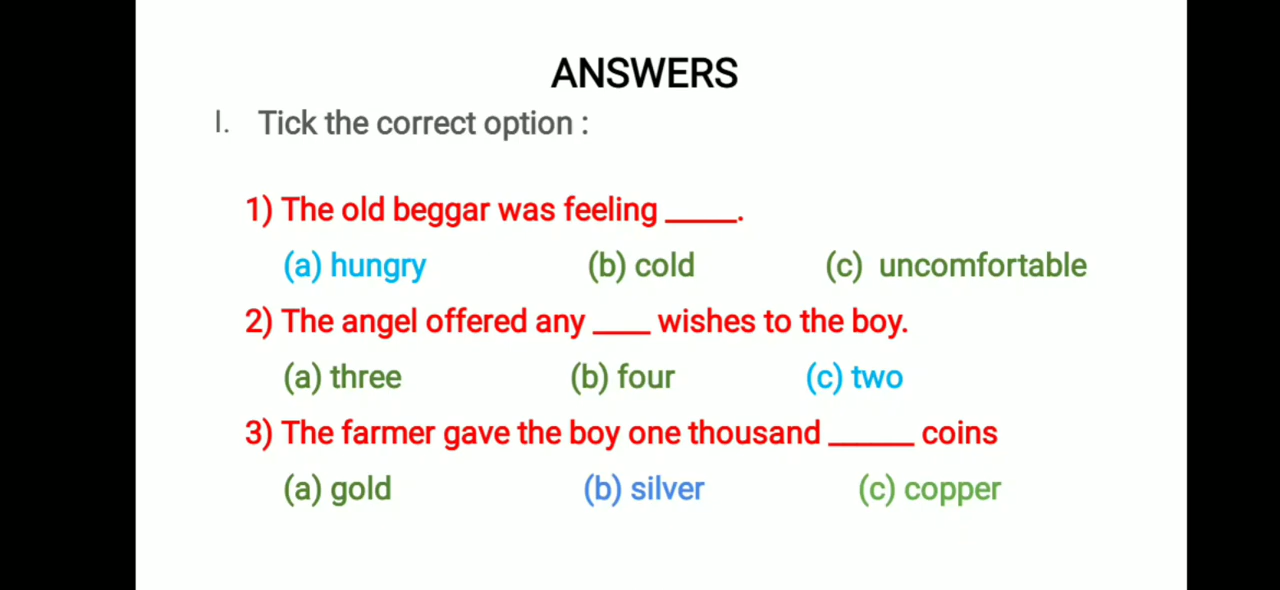 ANSWERS
I. Tick the correct option :
1) The old beggar was feeling _____.
(a) hungry (b) cold (c) uncomfortable
2) The angel offered any ____ wishes to the boy.
(a) three (b) four (c) two
3) The farmer gave the boy one thousand ______ coins
(a) gold (b) silver (c) copper